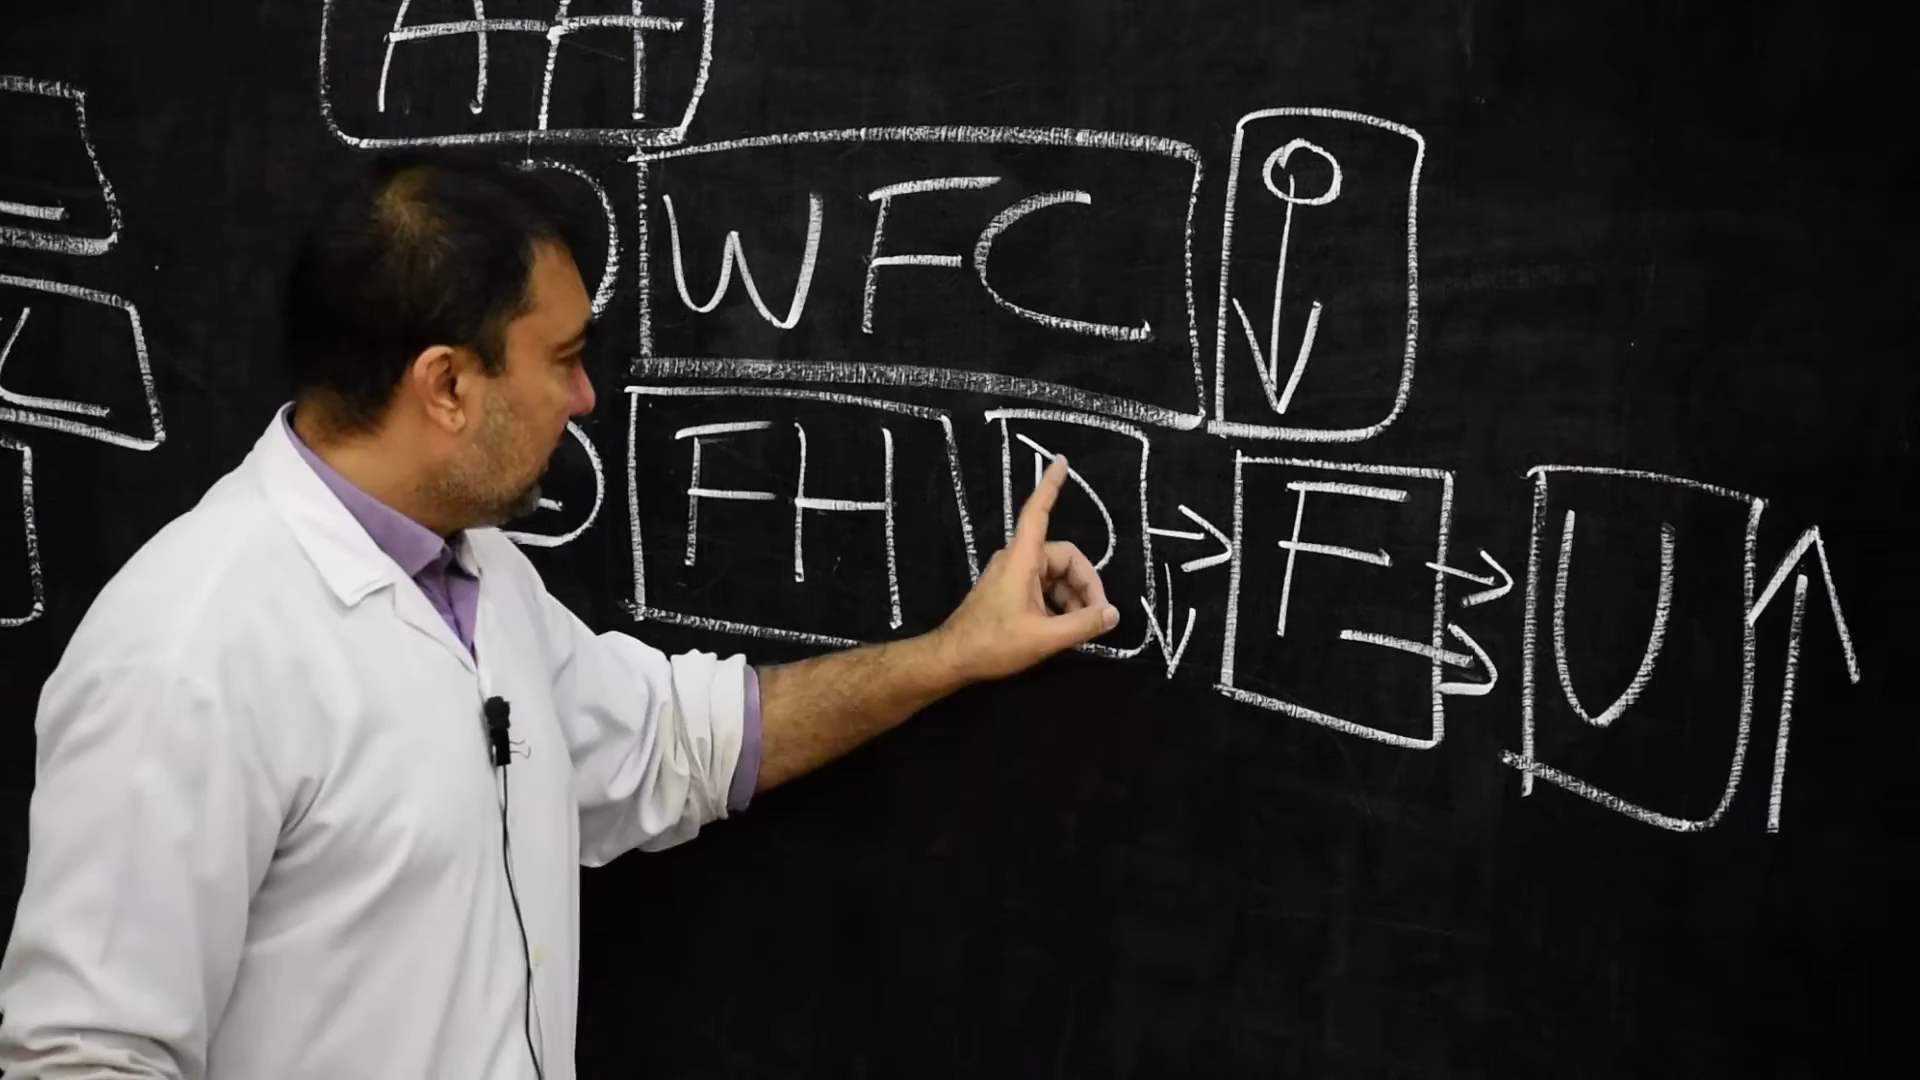 AA
WFC
FH D → F → U ↑